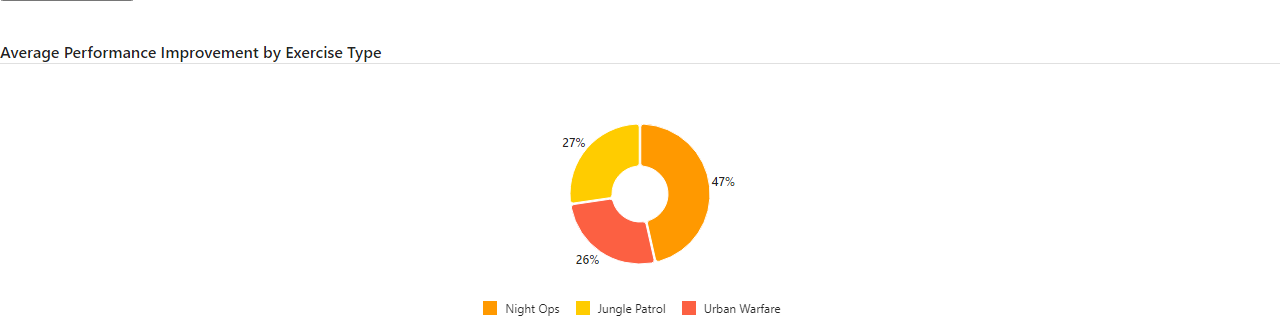 Average Performance Improvement by Exercise Type
27%
47%
26%
Night Ops Jungle Patrol Urban Warfare